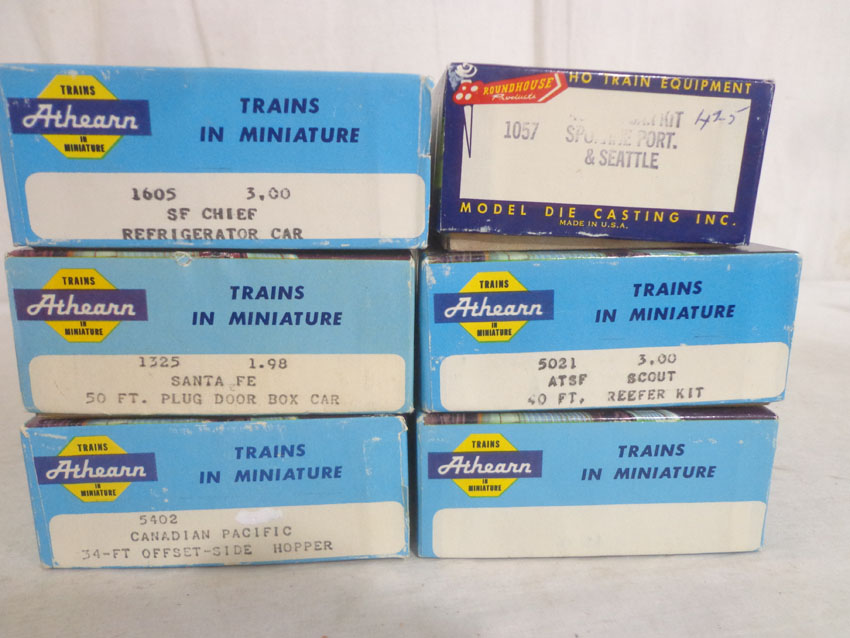 TRAINS
Athearn
IN
MINIATURE
TRAINS
IN MINIATURE
1605 3.00
SF CHIEF
REFRIGERATOR CAR
ROUNDHOUSE
Products
HO TRAIN EQUIPMENT
KIT 425
1057 PORT.
& SEATTLE
MODEL DIE CASTING INC.
MADE IN U.S.A.
TRAINS
Athearn
IN
MINIATURE
TRAINS
IN MINIATURE
1325 1.98
SANTA FE
50 FT. PLUG DOOR BOX CAR
TRAINS
Athearn
IN
MINIATURE
TRAINS
IN MINIATURE
5021 3.00
ATSF SCOUT
40 FT. REEFER KIT
TRAINS
Athearn
IN
MINIATURE
TRAINS
IN MINIATURE
5402
CANADIAN PACIFIC
34-FT OFFSET-SIDE HOPPER
TRAINS
Athearn
IN
MINIATURE
TRAINS
IN MINIATURE